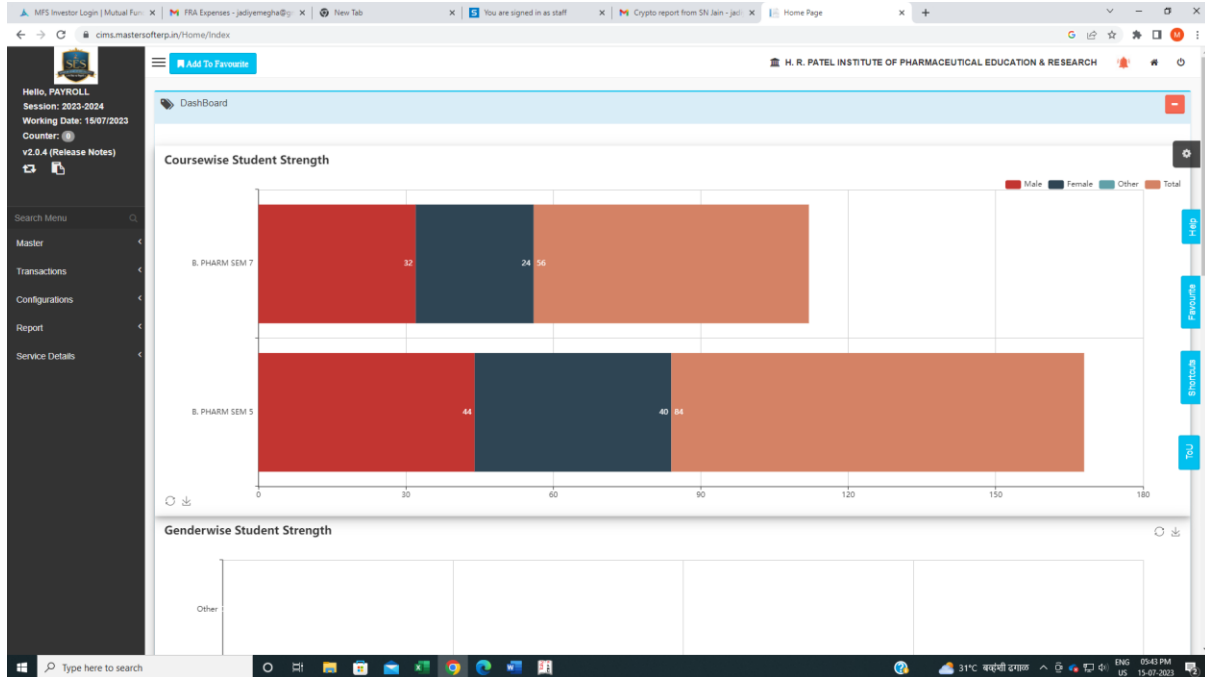 MFS Investor Login | Mutual Fun
FRA Expenses - jadiyemegha@g
New Tab
You are signed in as staff
Crypto report from SN Jain - jadi
Home Page
cims.mastersofterp.in/Home/Index
SES
Add To Favourite
H. R. PATEL INSTITUTE OF PHARMACEUTICAL EDUCATION & RESEARCH
Hello, PAYROLL
Session: 2023-2024
Working Date: 15/07/2023
Counter: 0
v2.0.4 (Release Notes)
Search Menu
Master
Transactions
Configurations
Report
Service Details
DashBoard
Coursewise Student Strength
Male Female Other Total
B. PHARM SEM 7
32 24 56
B. PHARM SEM 5
44 40 84
0 30 60 90 120 150 180
Help
Favourite
Shortcuts
ToU
Genderwise Student Strength
Other
Type here to search
31°C
ENG
US
05:43 PM
15-07-2023